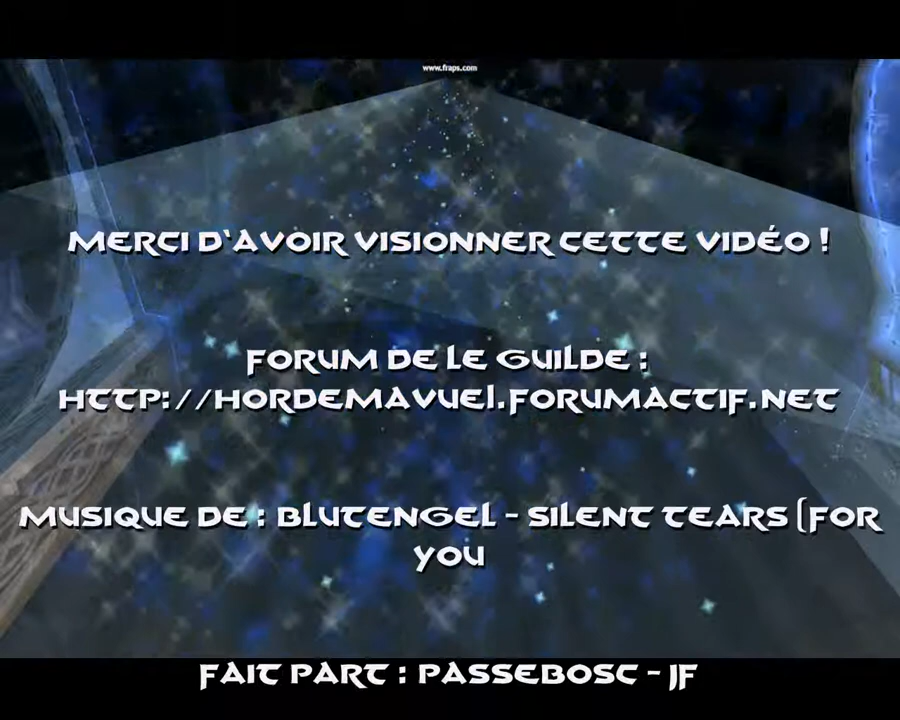 www.fraps.com
MERCI D'AVOIR VISIONNER CETTE VIDÉO !
FORUM DE LE GUILDE :
HTTP://HORDEMAVUEL.FORUMACTIF.NET
MUSIQUE DE : BLUTENGEL - SILENT TEARS (FOR
YOU
FAIT PART : PASSEBOSC - JF